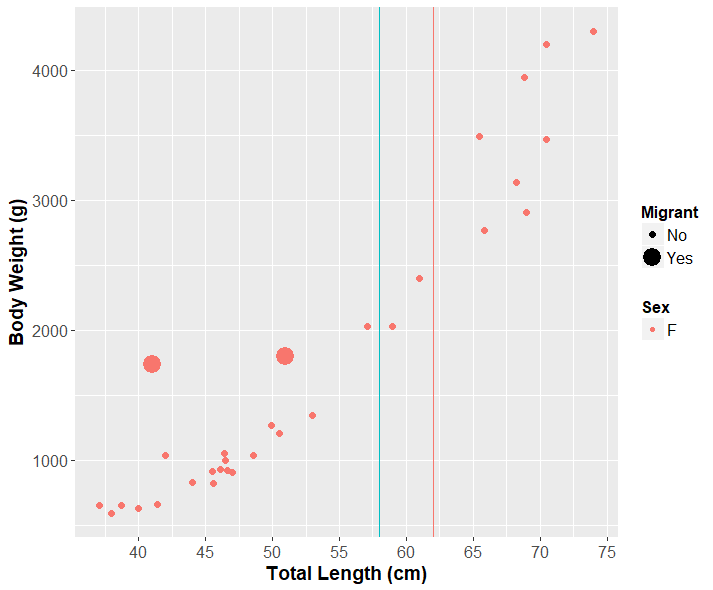 4000
3000
2000
1000
Body Weight (g)
40 45 50 55 60 65 70 75
Total Length (cm)
Migrant
No
Yes
Sex
F